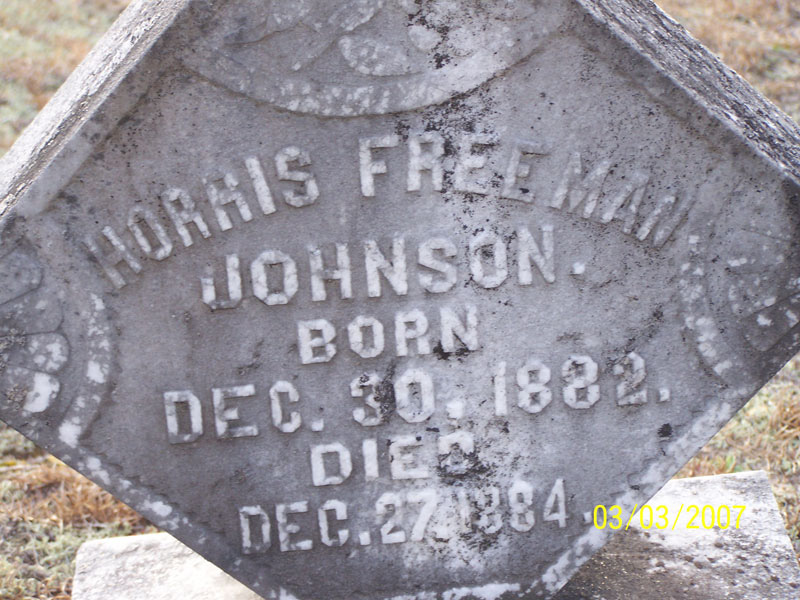 HORRIS FREEMAN
JOHNSON.
BORN
DEC. 30, 1882.
DIED
DEC. 27, 1884.
03/03/2007